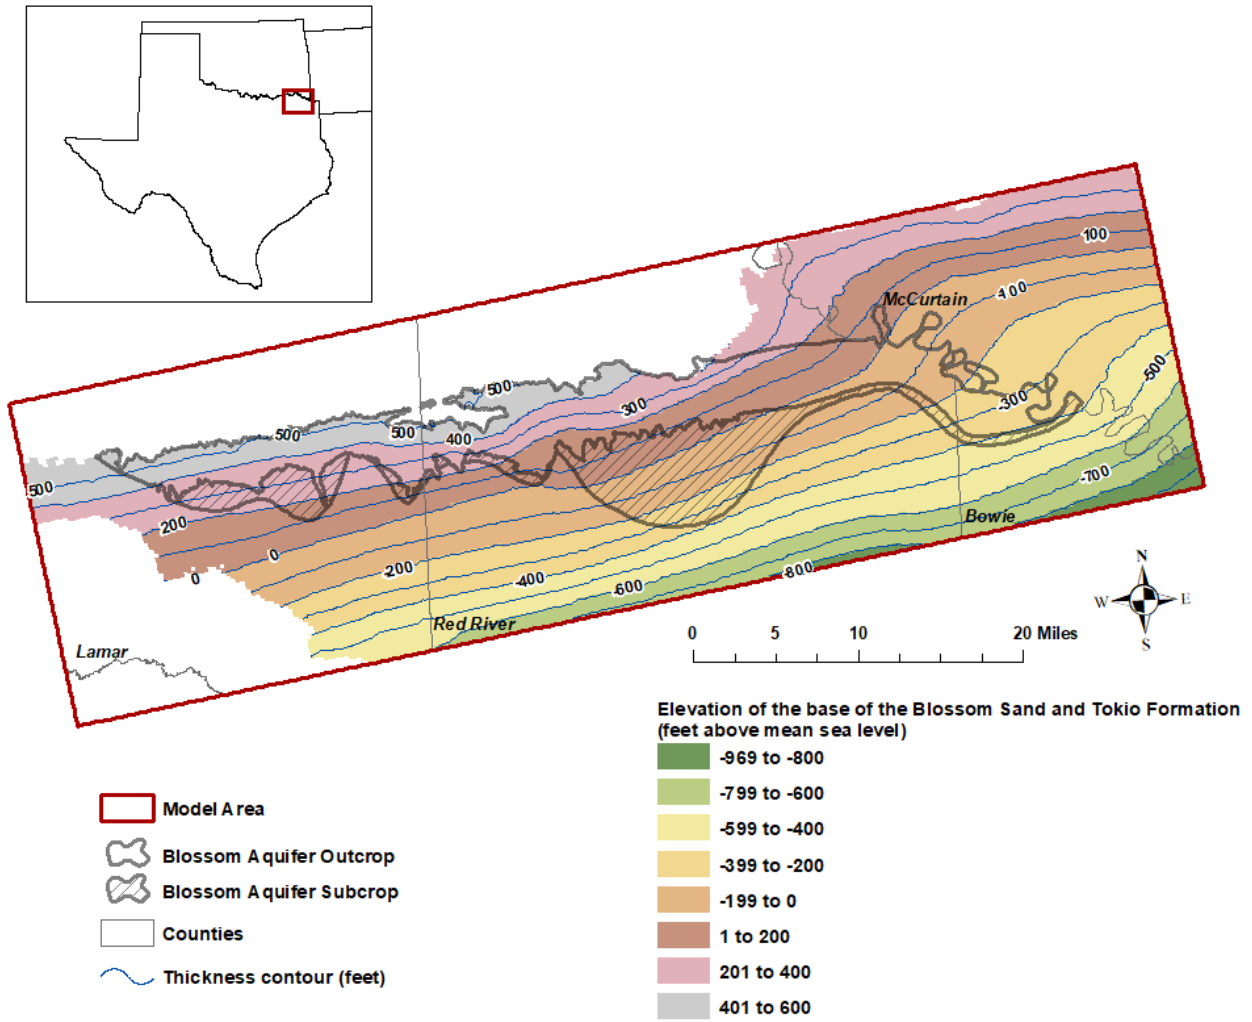 100
McCurtain
-100
-500
500
300
500
500
400
-300
500
-700
200
Bowie
0
-200
-400
0
-600
-800
Red River
Lamar
N
W E
S
0 5 10 20 Miles
Elevation of the base of the Blossom Sand and Tokio Formation
(feet above mean sea level)
-969 to -800
-799 to -600
-599 to -400
-399 to -200
-199 to 0
1 to 200
201 to 400
401 to 600
Model Area
Blossom Aquifer Outcrop
Blossom Aquifer Subcrop
Counties
Thickness contour (feet)